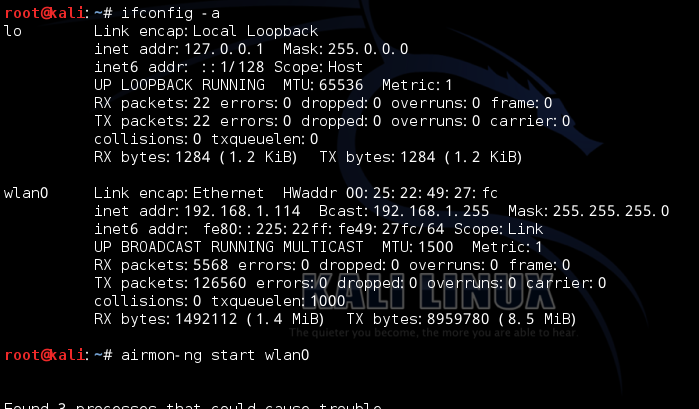 root@kali:~# ifconfig -a
lo        Link encap:Local Loopback
          inet addr:127.0.0.1  Mask:255.0.0.0
          inet6 addr: ::1/128 Scope:Host
          UP LOOPBACK RUNNING  MTU:65536  Metric:1
          RX packets:22 errors:0 dropped:0 overruns:0 frame:0
          TX packets:22 errors:0 dropped:0 overruns:0 carrier:0
          collisions:0 txqueuelen:0
          RX bytes:1284 (1.2 KiB)  TX bytes:1284 (1.2 KiB)
wlan0     Link encap:Ethernet  HWaddr 00:25:22:49:27:fc
          inet addr:192.168.1.114  Bcast:192.168.1.255  Mask:255.255.255.0
          inet6 addr: fe80::225:22ff:fe49:27fc/64 Scope:Link
          UP BROADCAST RUNNING MULTICAST  MTU:1500  Metric:1
          RX packets:5568 errors:0 dropped:0 overruns:0 frame:0
          TX packets:126560 errors:0 dropped:0 overruns:0 carrier:0
          collisions:0 txqueuelen:1000
          RX bytes:1492112 (1.4 MiB)  TX bytes:8959780 (8.5 MiB)
KALI LINUX
The quieter you become, the more you are able to hear.
root@kali:~# airmon-ng start wlan0
Found 3 processes that could cause trouble